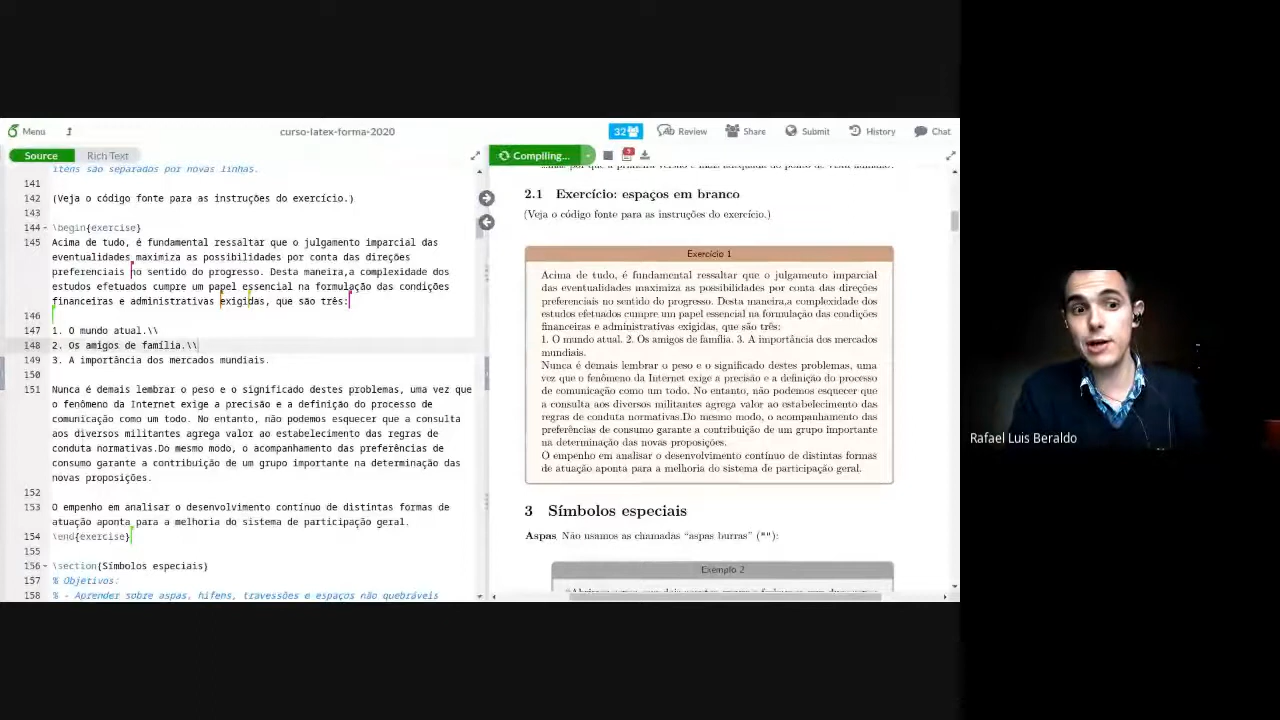 Menu
curso-latex-forma-2020
32
Review
Share
Submit
History
Chat
Source
Rich Text
Compiling...
itens são separados por novas linhas.
141
142 (Veja o código fonte para as instruções do exercício.)
143
144 \begin{exercise}
145 Acima de tudo, é fundamental ressaltar que o julgamento imparcial das
eventualidades maximiza as possibilidades por conta das direções
preferenciais no sentido do progresso. Desta maneira,a complexidade dos
estudos efetuados cumpre um papel essencial na formulação das condições
financeiras e administrativas exigidas, que são três:
146
147 1. O mundo atual.\\
148 2. Os amigos de família.\\
149 3. A importância dos mercados mundiais.
150
151 Nunca é demais lembrar o peso e o significado destes problemas, uma vez que
o fenômeno da Internet exige a precisão e a definição do processo de
comunicação como um todo. No entanto, não podemos esquecer que a consulta
aos diversos militantes agrega valor ao estabelecimento das regras de
conduta normativas.Do mesmo modo, o acompanhamento das preferências de
consumo garante a contribuição de um grupo importante na determinação das
novas proposições.
152
153 O empenho em analisar o desenvolvimento contínuo de distintas formas de
atuação aponta para a melhoria do sistema de participação geral.
154 \end{exercise}
155
156 \section{Símbolos especiais}
157 % Objetivos:
158 % - Aprender sobre aspas, hifens, travessões e espaços não quebráveis
2.1 Exercício: espaços em branco
(Veja o código fonte para as instruções do exercício.)
Exercício 1
Acima de tudo, é fundamental ressaltar que o julgamento imparcial
das eventualidades maximiza as possibilidades por conta das direções
preferenciais no sentido do progresso. Desta maneira,a complexidade dos
estudos efetuados cumpre um papel essencial na formulação das condições
financeiras e administrativas exigidas, que são três:
1. O mundo atual. 2. Os amigos de família. 3. A importância dos mercados
mundiais.
Nunca é demais lembrar o peso e o significado destes problemas, uma
vez que o fenômeno da Internet exige a precisão e a definição do processo
de comunicação como um todo. No entanto, não podemos esquecer que
a consulta aos diversos militantes agrega valor ao estabelecimento das
regras de conduta normativas.Do mesmo modo, o acompanhamento das
preferências de consumo garante a contribuição de um grupo importante
na determinação das novas proposições.
O empenho em analisar o desenvolvimento contínuo de distintas formas
de atuação aponta para a melhoria do sistema de participação geral.
3 Símbolos especiais
Aspas Não usamos as chamadas “aspas burras” (""):
Exemplo 2
Rafael Luis Beraldo